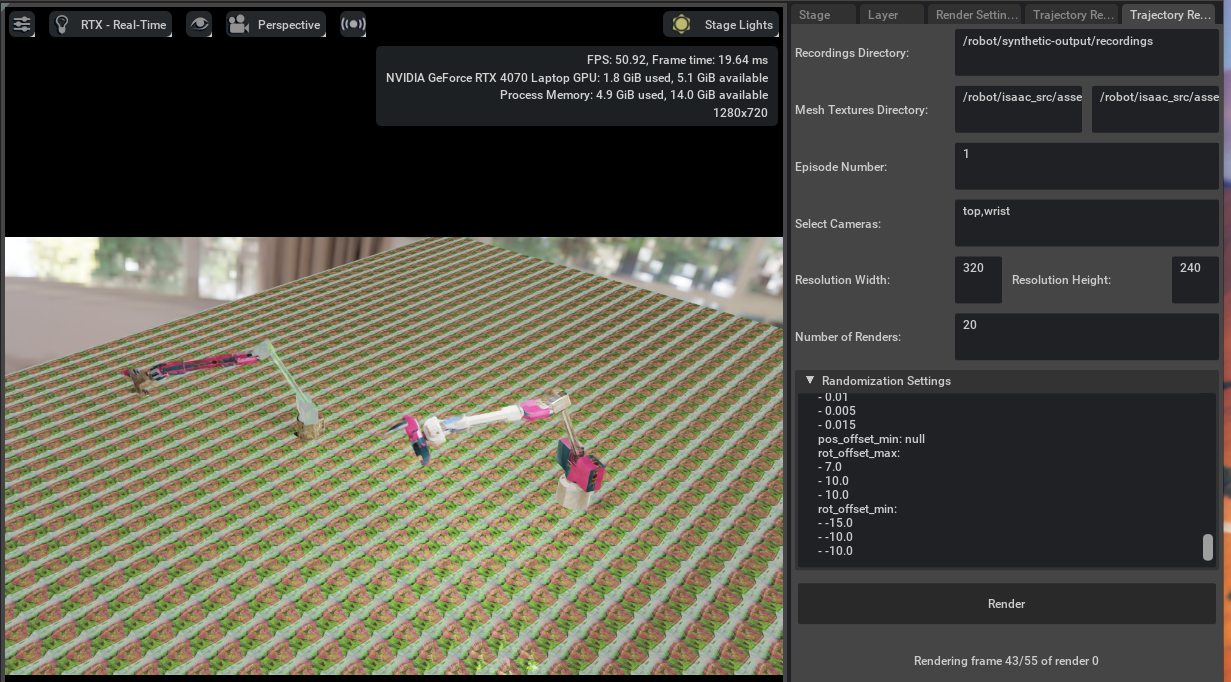 RTX - Real-Time
Perspective
Stage Lights
FPS: 50.92, Frame time: 19.64 ms
NVIDIA GeForce RTX 4070 Laptop GPU: 1.8 GiB used, 5.1 GiB available
Process Memory: 4.9 GiB used, 14.0 GiB available
1280x720
Stage
Layer
Render Settin...
Trajectory Re...
Trajectory Re...
Recordings Directory:
/robot/synthetic-output/recordings
Mesh Textures Directory:
/robot/isaac_src/asse
/robot/isaac_src/asse
Episode Number:
1
Select Cameras:
top,wrist
Resolution Width:
320
Resolution Height:
240
Number of Renders:
20
▼ Randomization Settings
- 0.01
- 0.005
- 0.015
pos_offset_min: null
rot_offset_max:
- 7.0
- 10.0
- 10.0
rot_offset_min:
- -15.0
- -10.0
- -10.0
Render
Rendering frame 43/55 of render 0